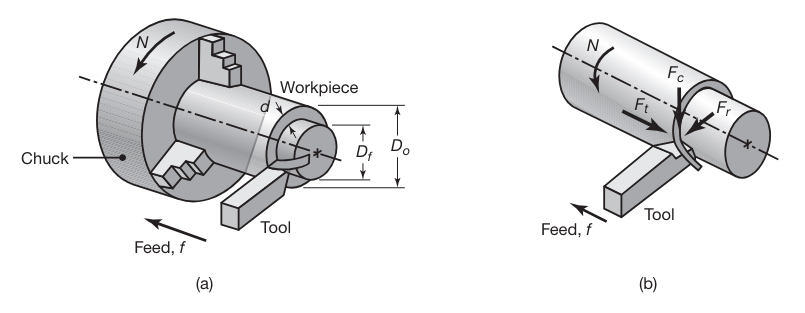 N
Workpiece
d
Chuck
D_f
D_o
Tool
Feed, f
(a)
N
F_c
F_t
F_r
Tool
Feed, f
(b)